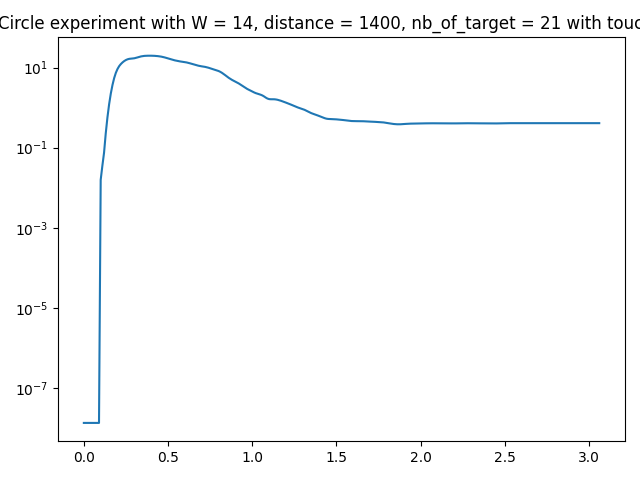 Circle experiment with W = 14, distance = 1400, nb_of_target = 21 with touc
10¹
10⁻¹
10⁻³
10⁻⁵
10⁻⁷
0.0 0.5 1.0 1.5 2.0 2.5 3.0